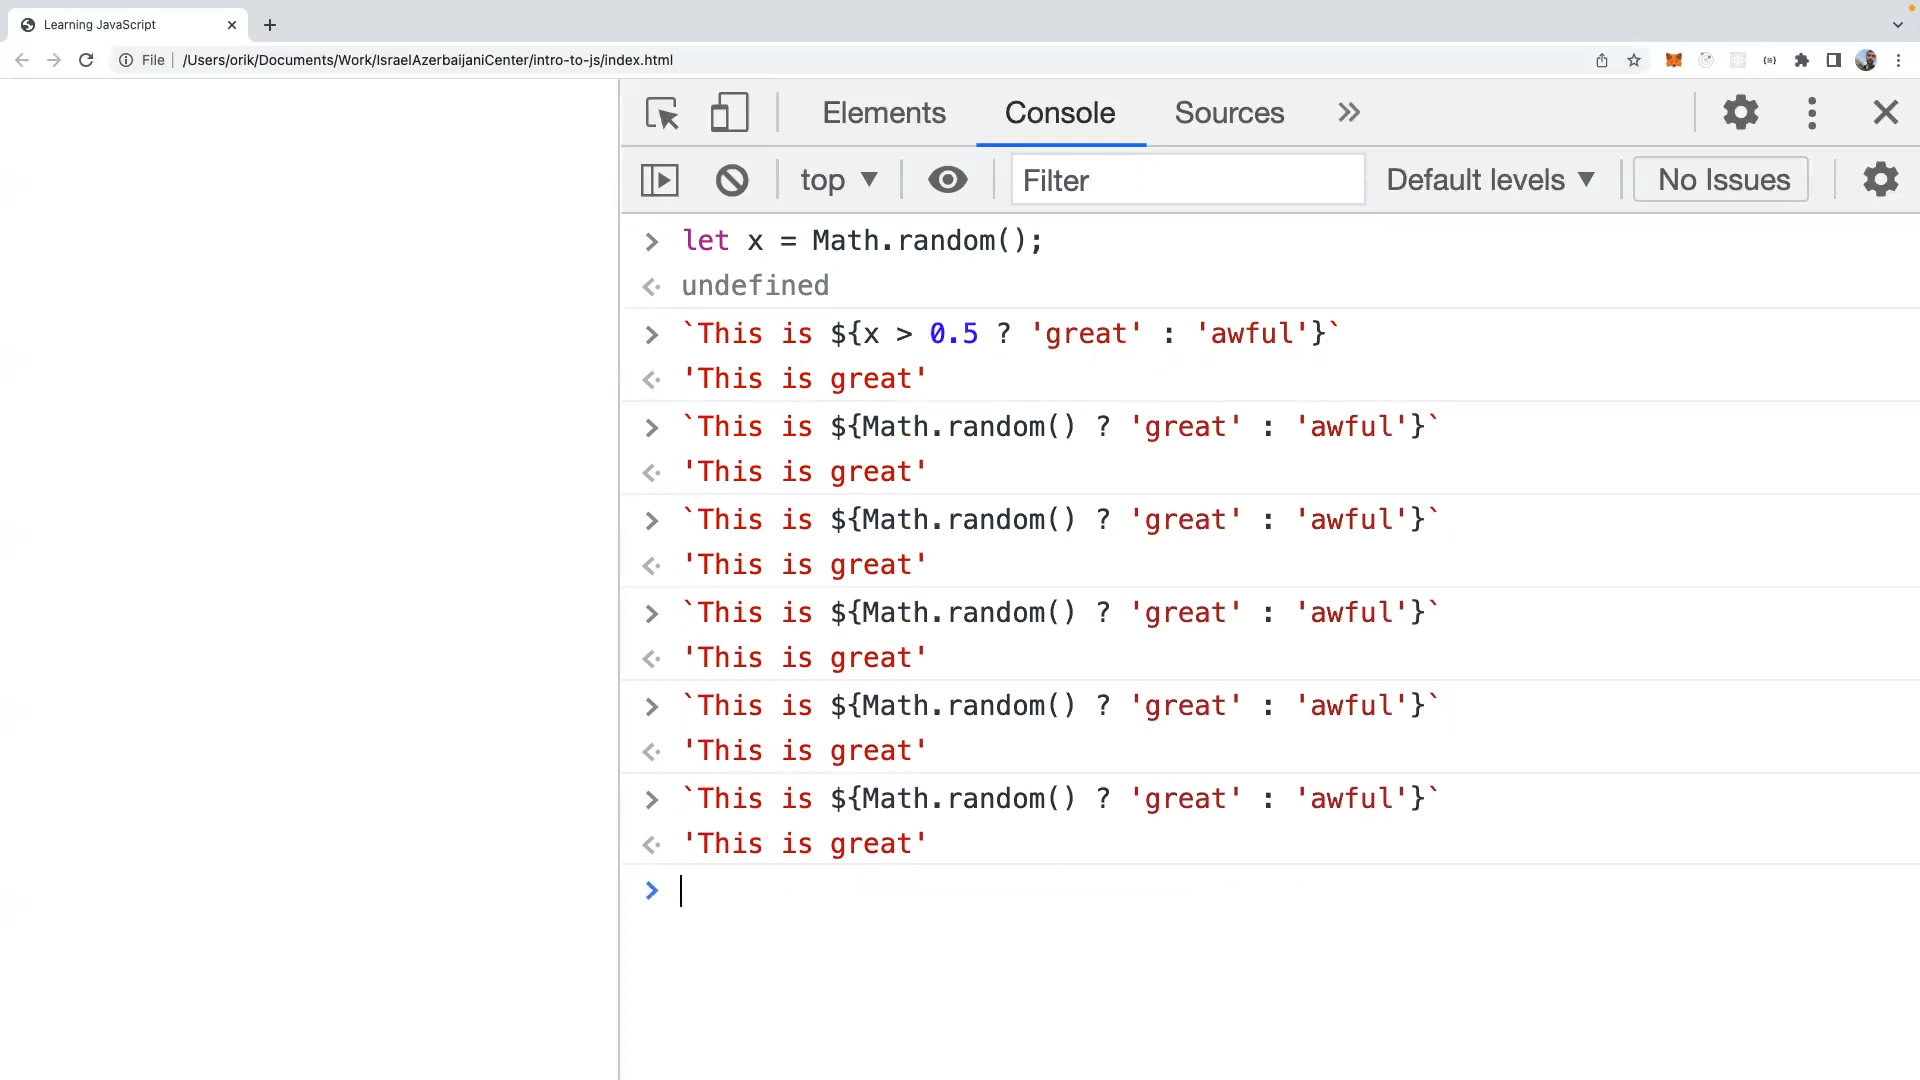 Learning JavaScript
File /Users/orik/Documents/Work/IsraelAzerbaijaniCenter/intro-to-js/index.html
Elements Console Sources
top Filter Default levels No Issues
let x = Math.random();
undefined
`This is ${x > 0.5 ? 'great' : 'awful'}`
'This is great'
`This is ${Math.random() ? 'great' : 'awful'}`
'This is great'
`This is ${Math.random() ? 'great' : 'awful'}`
'This is great'
`This is ${Math.random() ? 'great' : 'awful'}`
'This is great'
`This is ${Math.random() ? 'great' : 'awful'}`
'This is great'
`This is ${Math.random() ? 'great' : 'awful'}`
'This is great'